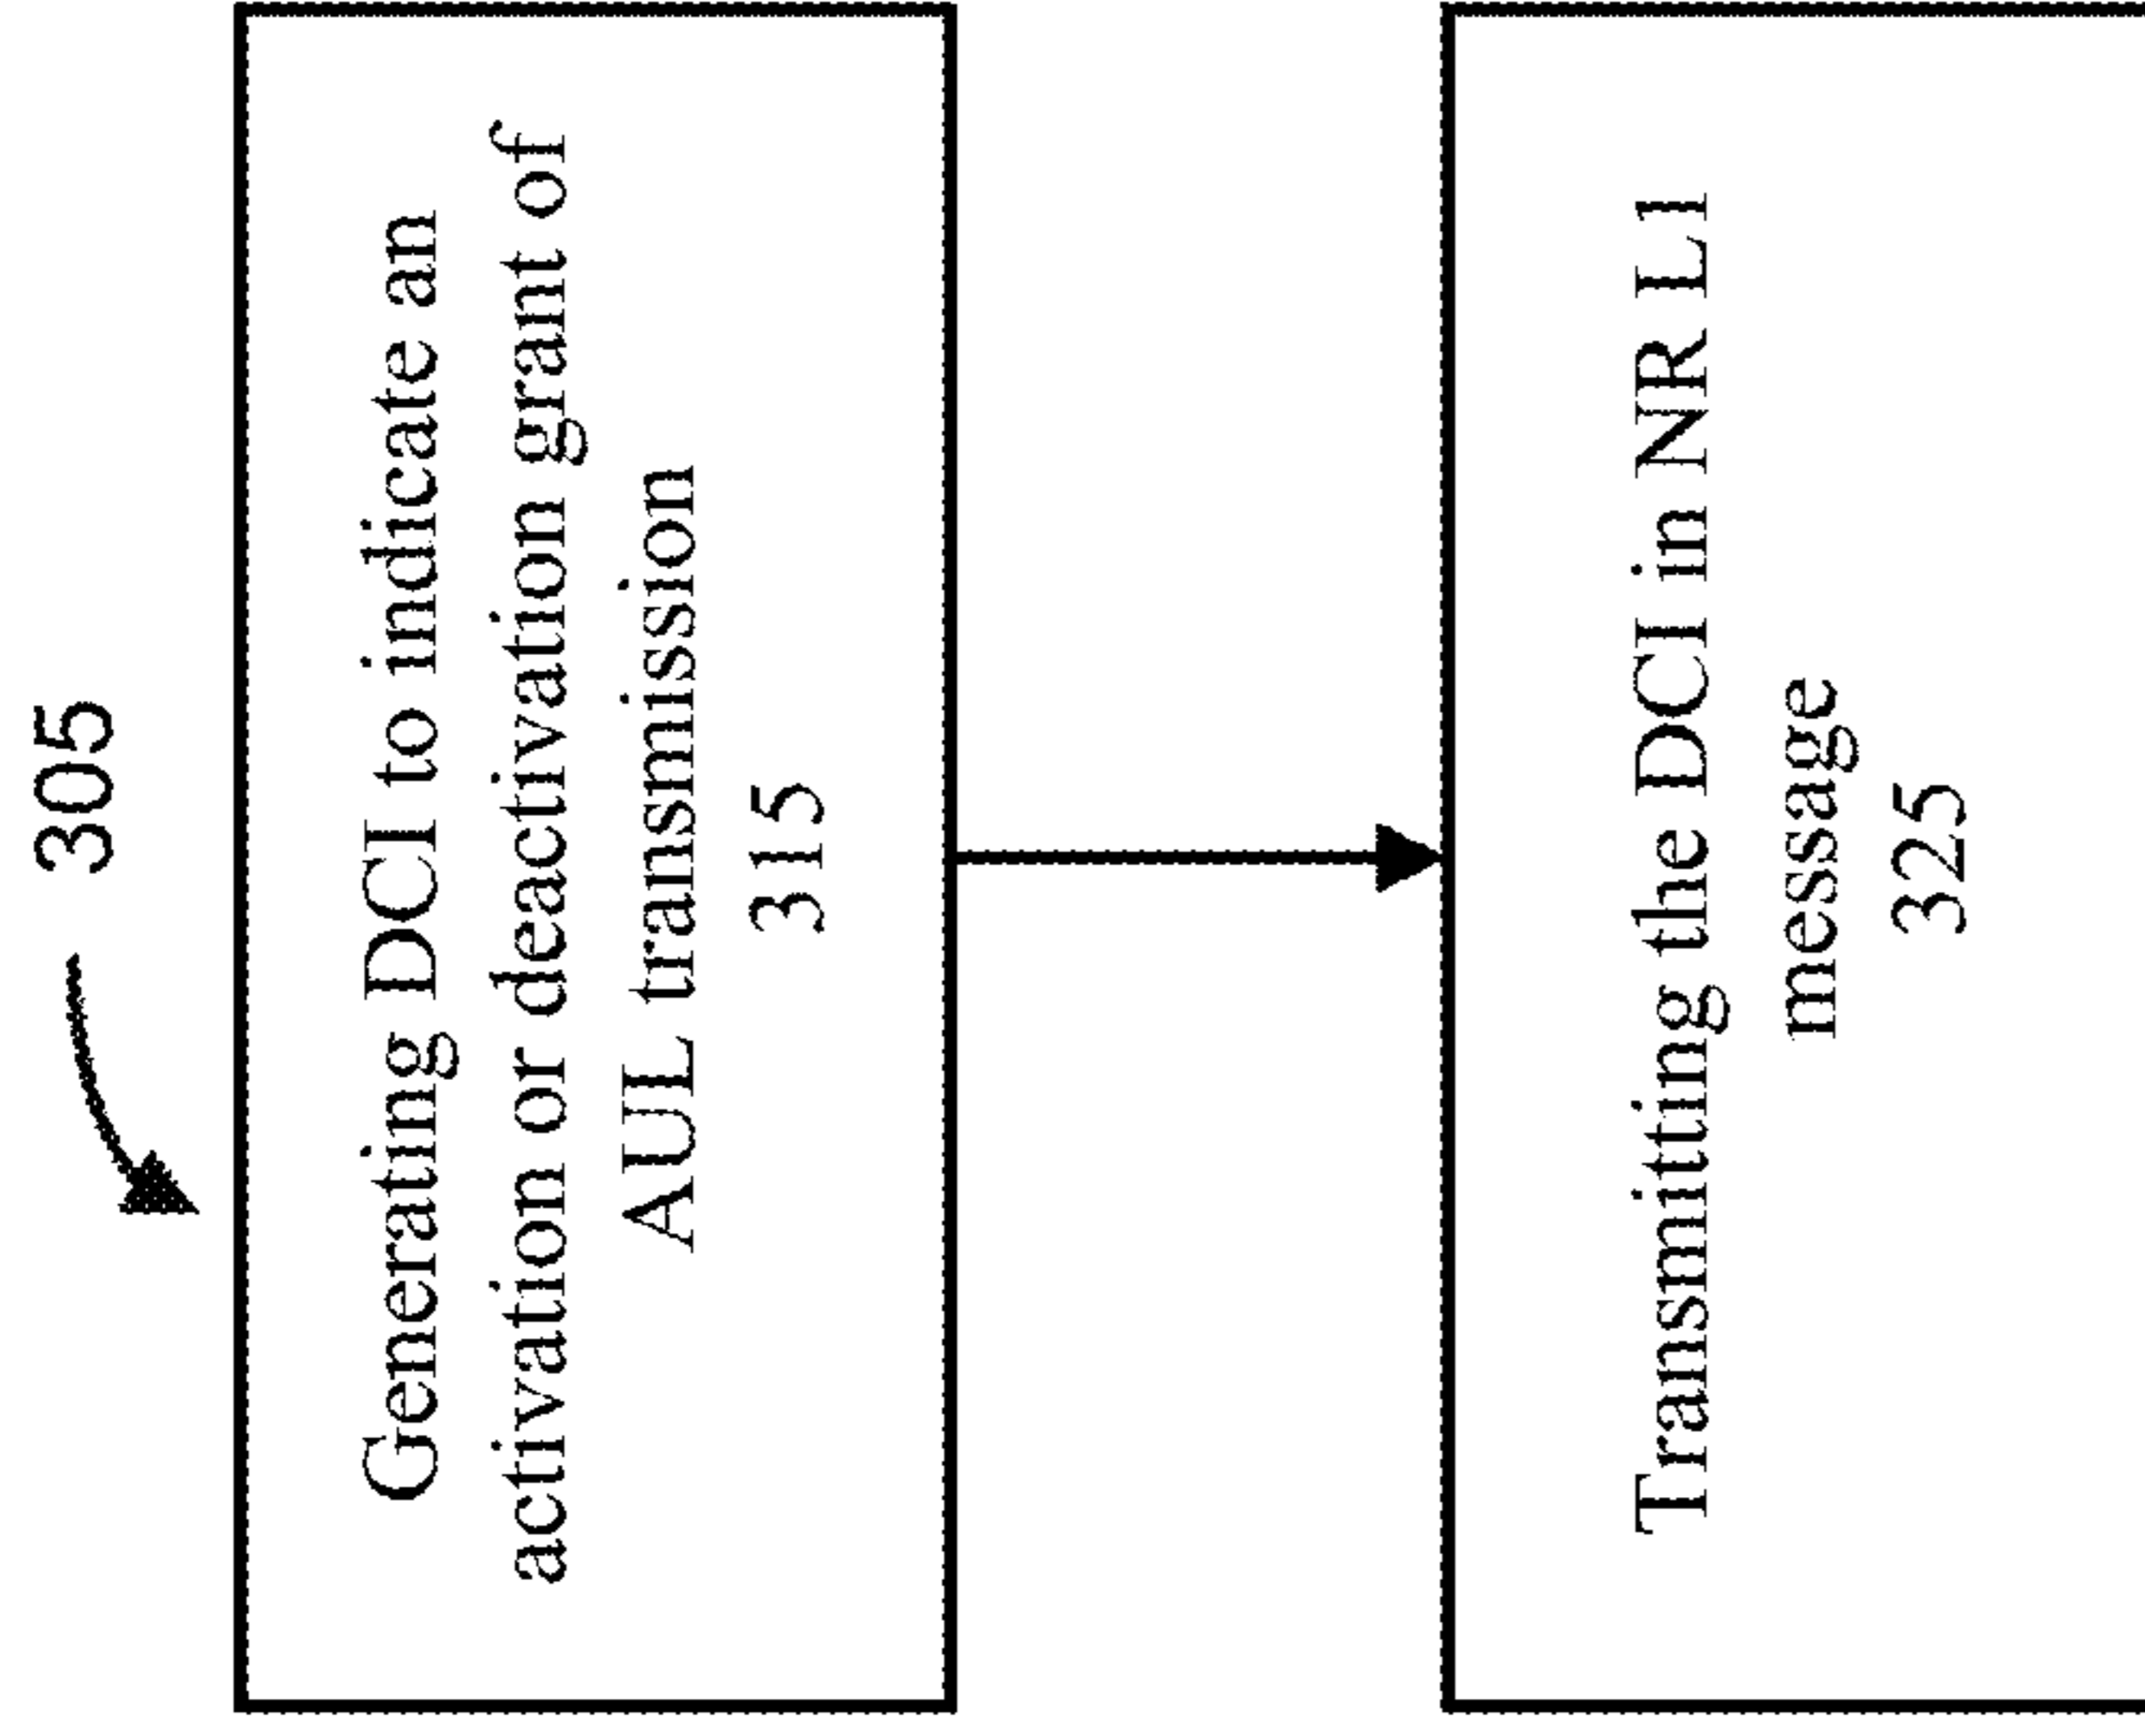 305
Generating DCI to indicate an
activation or deactivation grant of
AUL transmission
315
Transmitting the DCI in NR L1
message
325